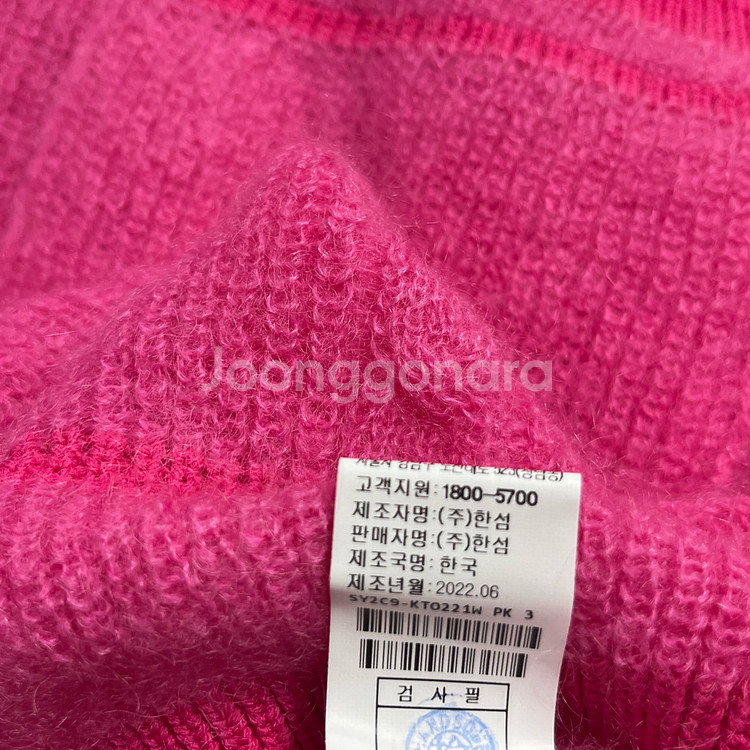 Joonggonara
고객지원:1800-5700
제조자명:(주)한섬
판매자명:(주)한섬
제조국명:한국
제조년월:2022.06
SY2C9-KTO221W PK 3
검 사 필